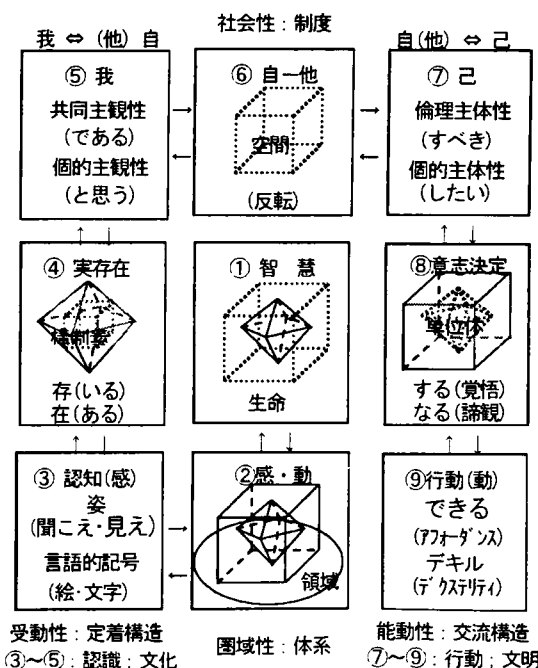 社会性：制度
我 ⇔ (他) 自
自(他) ⇔ 己
⑤ 我
共同主観性
(である)
個的主観性
(と思う)
→
←
⑥ 自ー他
空間
(反転)
→
←
⑦ 己
倫理主体性
(すべき)
個的主体性
(したい)
↑ ↓
↑ ↓
④ 実存在
様制姿
存(いる)
在(ある)
① 智 慧
生命
⑧意志決定
単位体
する(覚悟)
なる(諦観)
↑ ↓
↑ ↓
↑ ↓
③ 認知(感)
姿
(聞こえ・見え)
言語的記号
(絵・文字)
→
←
②感・動
領域
⑨行動(動)
できる
(アフォーダンス)
デキル
(デクステリティ)
受動性：定着構造
③〜⑤：認識：文化
圏域性：体系
能動性：交流構造
⑦〜⑨：行動；文明